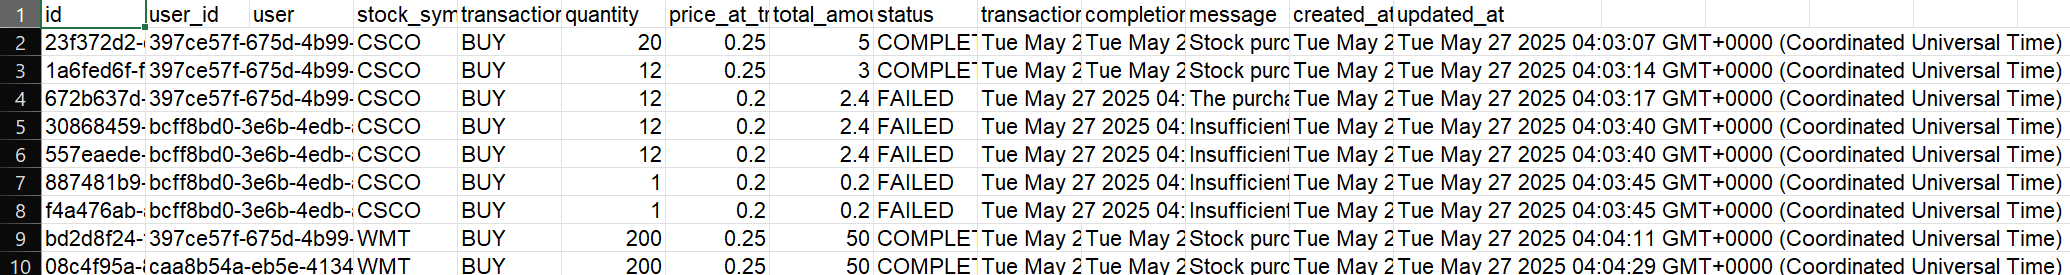 1 id user_id user stock_sym transaction quantity price_at_tr total_amou status transaction completion message created_at updated_at
2 23f372d2- 397ce57f-675d-4b99- CSCO BUY 20 0.25 5 COMPLET Tue May 2 Tue May 2 Stock purc Tue May 2 Tue May 27 2025 04:03:07 GMT+0000 (Coordinated Universal Time)
3 1a6fed6f-f 397ce57f-675d-4b99- CSCO BUY 12 0.25 3 COMPLET Tue May 2 Tue May 2 Stock purc Tue May 2 Tue May 27 2025 04:03:14 GMT+0000 (Coordinated Universal Time)
4 672b637d- 397ce57f-675d-4b99- CSCO BUY 12 0.2 2.4 FAILED Tue May 27 2025 04: The purcha Tue May 2 Tue May 27 2025 04:03:17 GMT+0000 (Coordinated Universal Time)
5 30868459- bcff8bd0-3e6b-4edb- CSCO BUY 12 0.2 2.4 FAILED Tue May 27 2025 04: Insufficient Tue May 2 Tue May 27 2025 04:03:40 GMT+0000 (Coordinated Universal Time)
6 557eaede- bcff8bd0-3e6b-4edb- CSCO BUY 12 0.2 2.4 FAILED Tue May 27 2025 04: Insufficient Tue May 2 Tue May 27 2025 04:03:40 GMT+0000 (Coordinated Universal Time)
7 887481b9- bcff8bd0-3e6b-4edb- CSCO BUY 1 0.2 0.2 FAILED Tue May 27 2025 04: Insufficient Tue May 2 Tue May 27 2025 04:03:45 GMT+0000 (Coordinated Universal Time)
8 f4a476ab- bcff8bd0-3e6b-4edb- CSCO BUY 1 0.2 0.2 FAILED Tue May 27 2025 04: Insufficient Tue May 2 Tue May 27 2025 04:03:45 GMT+0000 (Coordinated Universal Time)
9 bd2d8f24- 397ce57f-675d-4b99- WMT BUY 200 0.25 50 COMPLET Tue May 2 Tue May 2 Stock purc Tue May 2 Tue May 27 2025 04:04:11 GMT+0000 (Coordinated Universal Time)
10 08c4f95a- caa8b54a-eb5e-4134 WMT BUY 200 0.25 50 COMPLET Tue May 2 Tue May 2 Stock purc Tue May 2 Tue May 27 2025 04:04:29 GMT+0000 (Coordinated Universal Time)